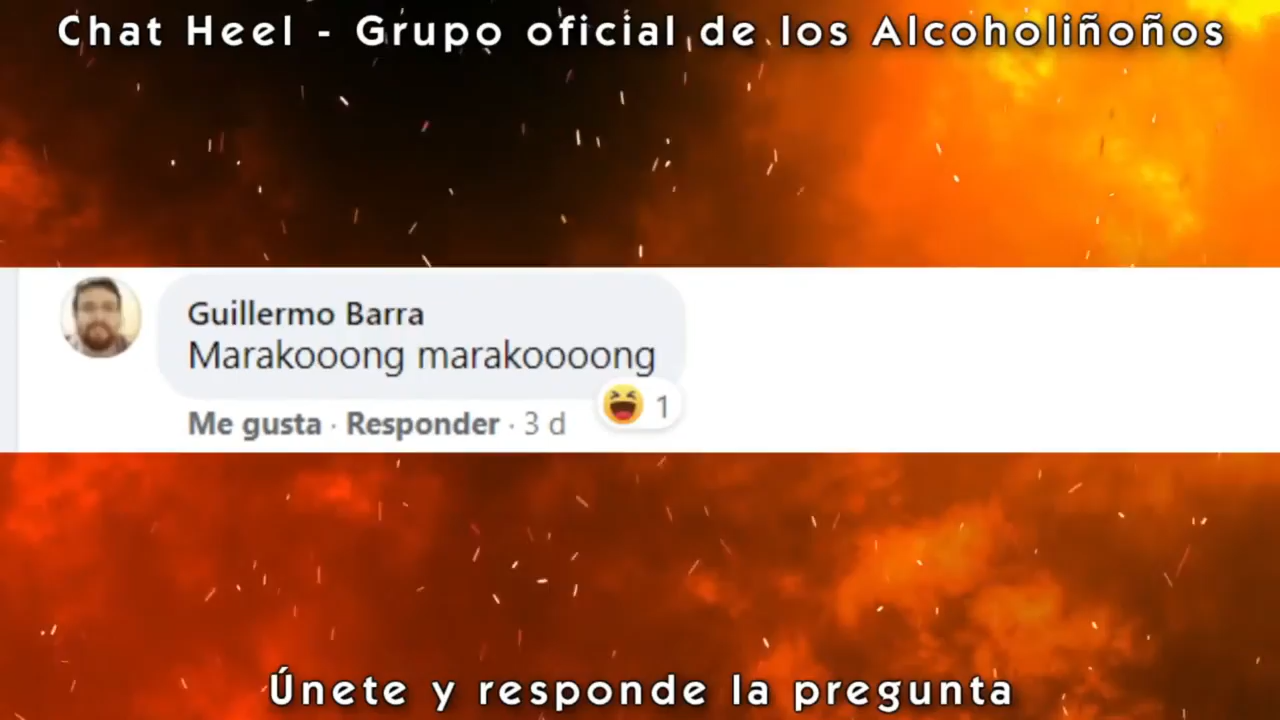 Chat Heel - Grupo oficial de los Alcoholiñoños
Guillermo Barra
Marakooong marakoooong
Me gusta · Responder · 3 d
1
Únete y responde la pregunta